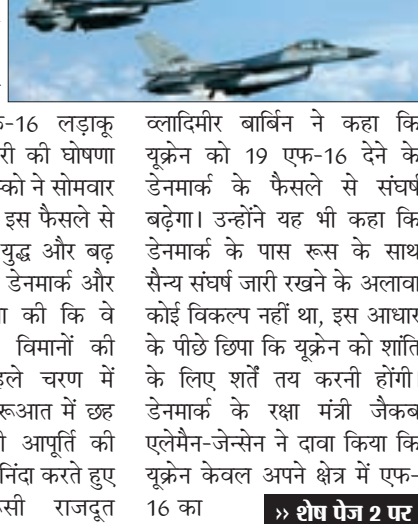 -16 लड़ाकू
री की घोषणा
स्को ने सोमवार
इस फैसले से
युद्ध और बढ़
डेनमार्क और
की कि वे
विमानों की
चरण में
छह
आपूर्ति की
निंदा करते हुए
राजदूत
व्लादिमीर बार्बिन ने कहा कि
यूक्रेन को 19 एफ-16 देने के
डेनमार्क के फैसले से संघर्ष
बढ़ेगा। उन्होंने यह भी कहा कि
डेनमार्क के पास रूस के साथ
सैन्य संघर्ष जारी रखने के अलावा
कोई विकल्प नहीं था, इस आधार
के पीछे छिपा कि यूक्रेन को शांति
के लिए शर्तें तय करनी होंगी।
डेनमार्क के रक्षा मंत्री जैकब
एलेमैन-जेन्सेन ने दावा किया कि
यूक्रेन केवल अपने क्षेत्र में एफ-
16 का
›› शेष पेज 2 पर